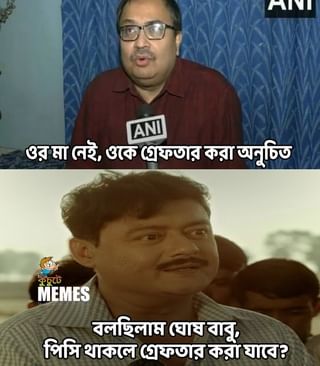 ANI
ANI
ওর মা নেই, ওকে গ্রেফতার করা অনুচিত
কুচুটে
MEMES
বলছিলাম ঘোষ বাবু,
পিসি থাকলে গ্রেফতার করা যাবে?